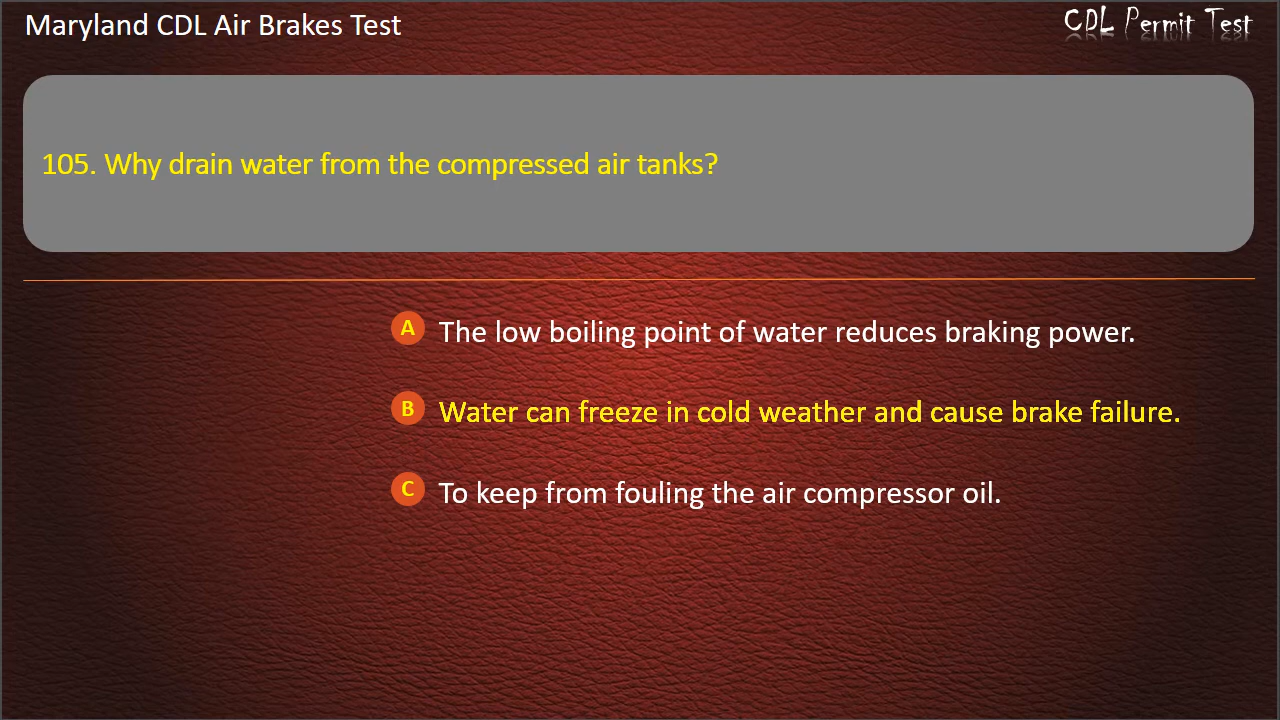 Maryland CDL Air Brakes Test
CDL Permit Test
105. Why drain water from the compressed air tanks?
A The low boiling point of water reduces braking power.
B Water can freeze in cold weather and cause brake failure.
C To keep from fouling the air compressor oil.